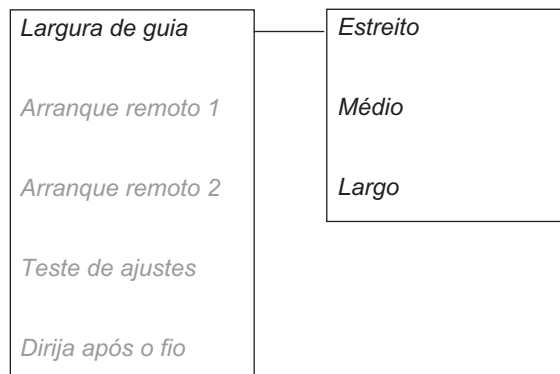 Largura de guia
Arranque remoto 1
Arranque remoto 2
Teste de ajustes
Dirija após o fio
Estreito
Médio
Largo